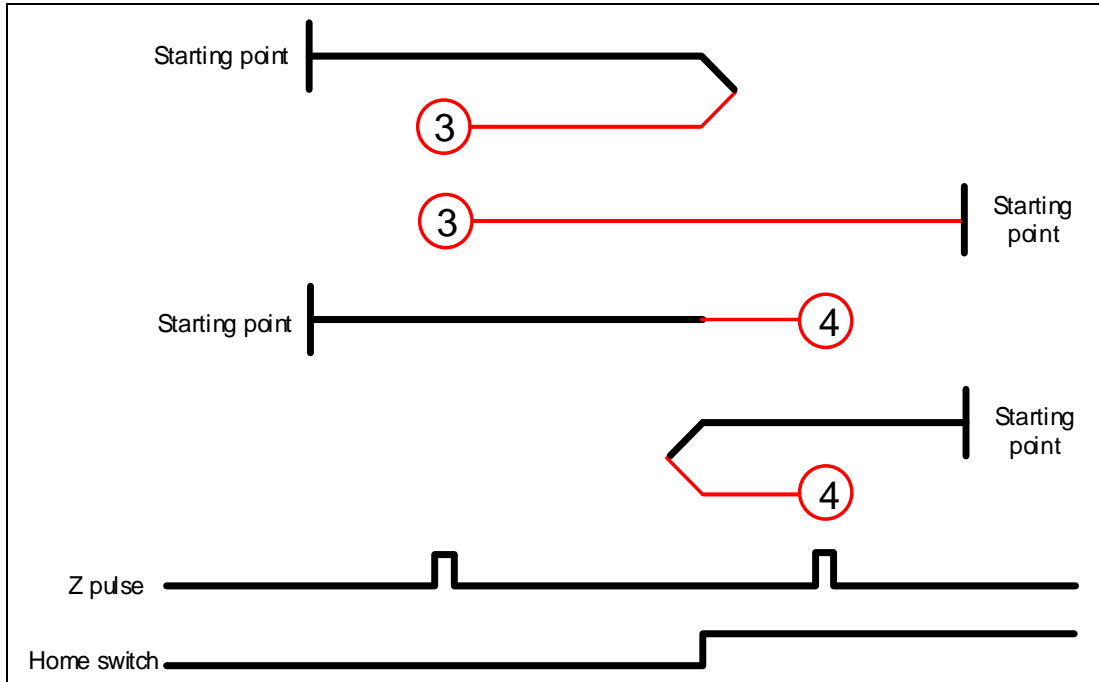 Starting point
3
3
Starting
point
Starting point
4
Starting
point
4
Z pulse
Home switch